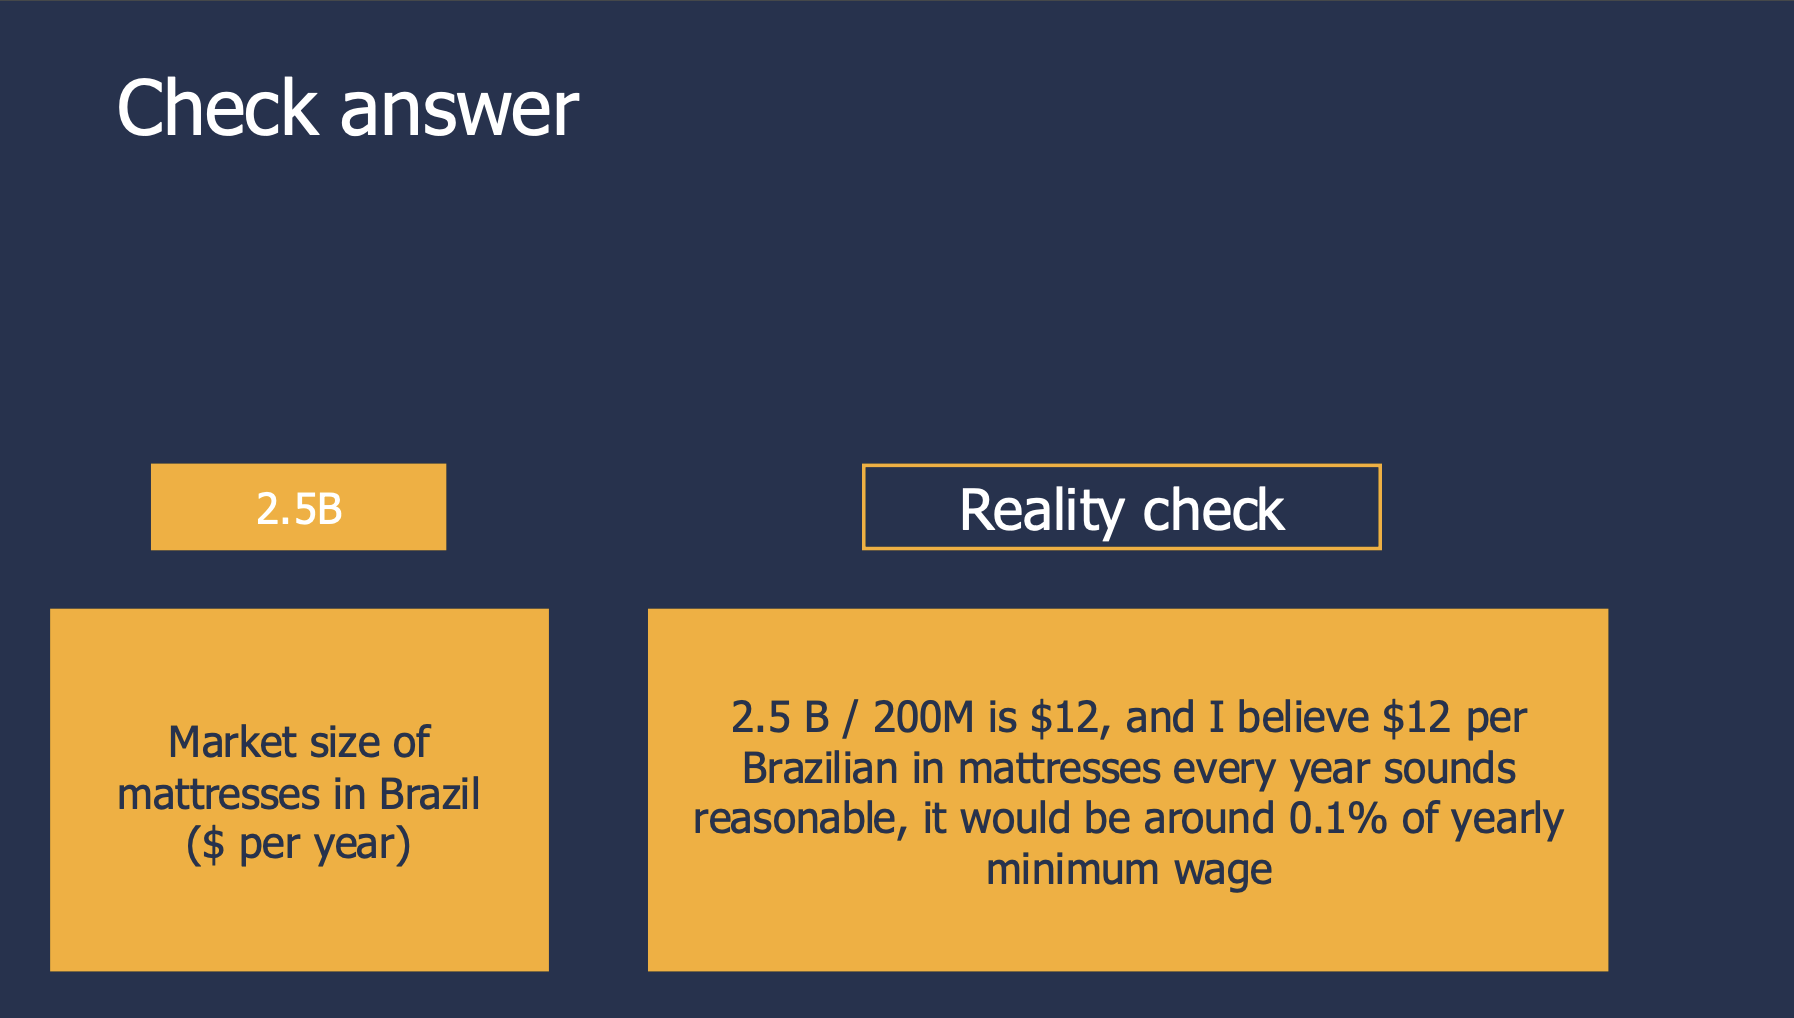 Check answer
2.5B
Reality check
Market size of
mattresses in Brazil
($ per year)
2.5 B / 200M is $12, and I believe $12 per
Brazilian in mattresses every year sounds
reasonable, it would be around 0.1% of yearly
minimum wage